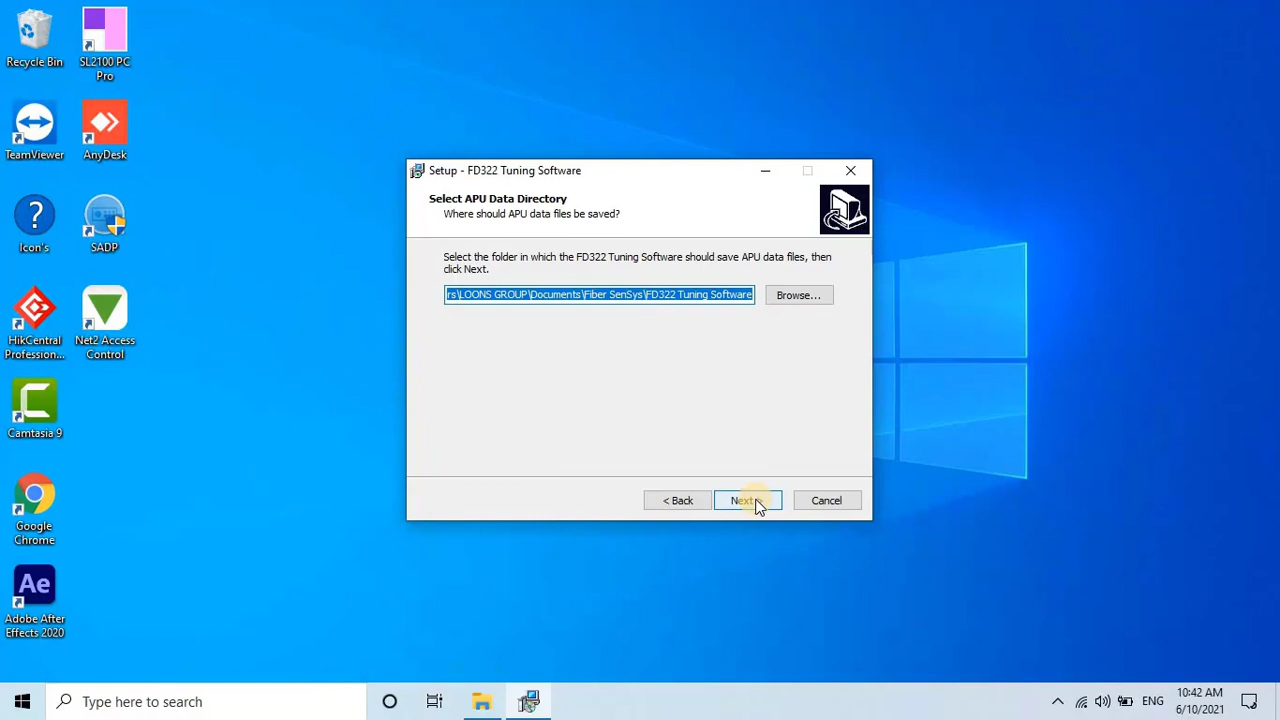 Recycle Bin
SL2100 PC
Pro
TeamViewer
AnyDesk
Icon's
SADP
HikCentral
Profession...
Net2 Access
Control
Camtasia 9
Google
Chrome
Ae
Adobe After
Effects 2020
Setup - FD322 Tuning Software
Select APU Data Directory
Where should APU data files be saved?
Select the folder in which the FD322 Tuning Software should save APU data files, then
click Next.
rs\LOONS GROUP\Documents\Fiber SenSys\FD322 Tuning Software
Browse...
< Back
Next >
Cancel
Type here to search
ENG
10:42 AM
6/10/2021